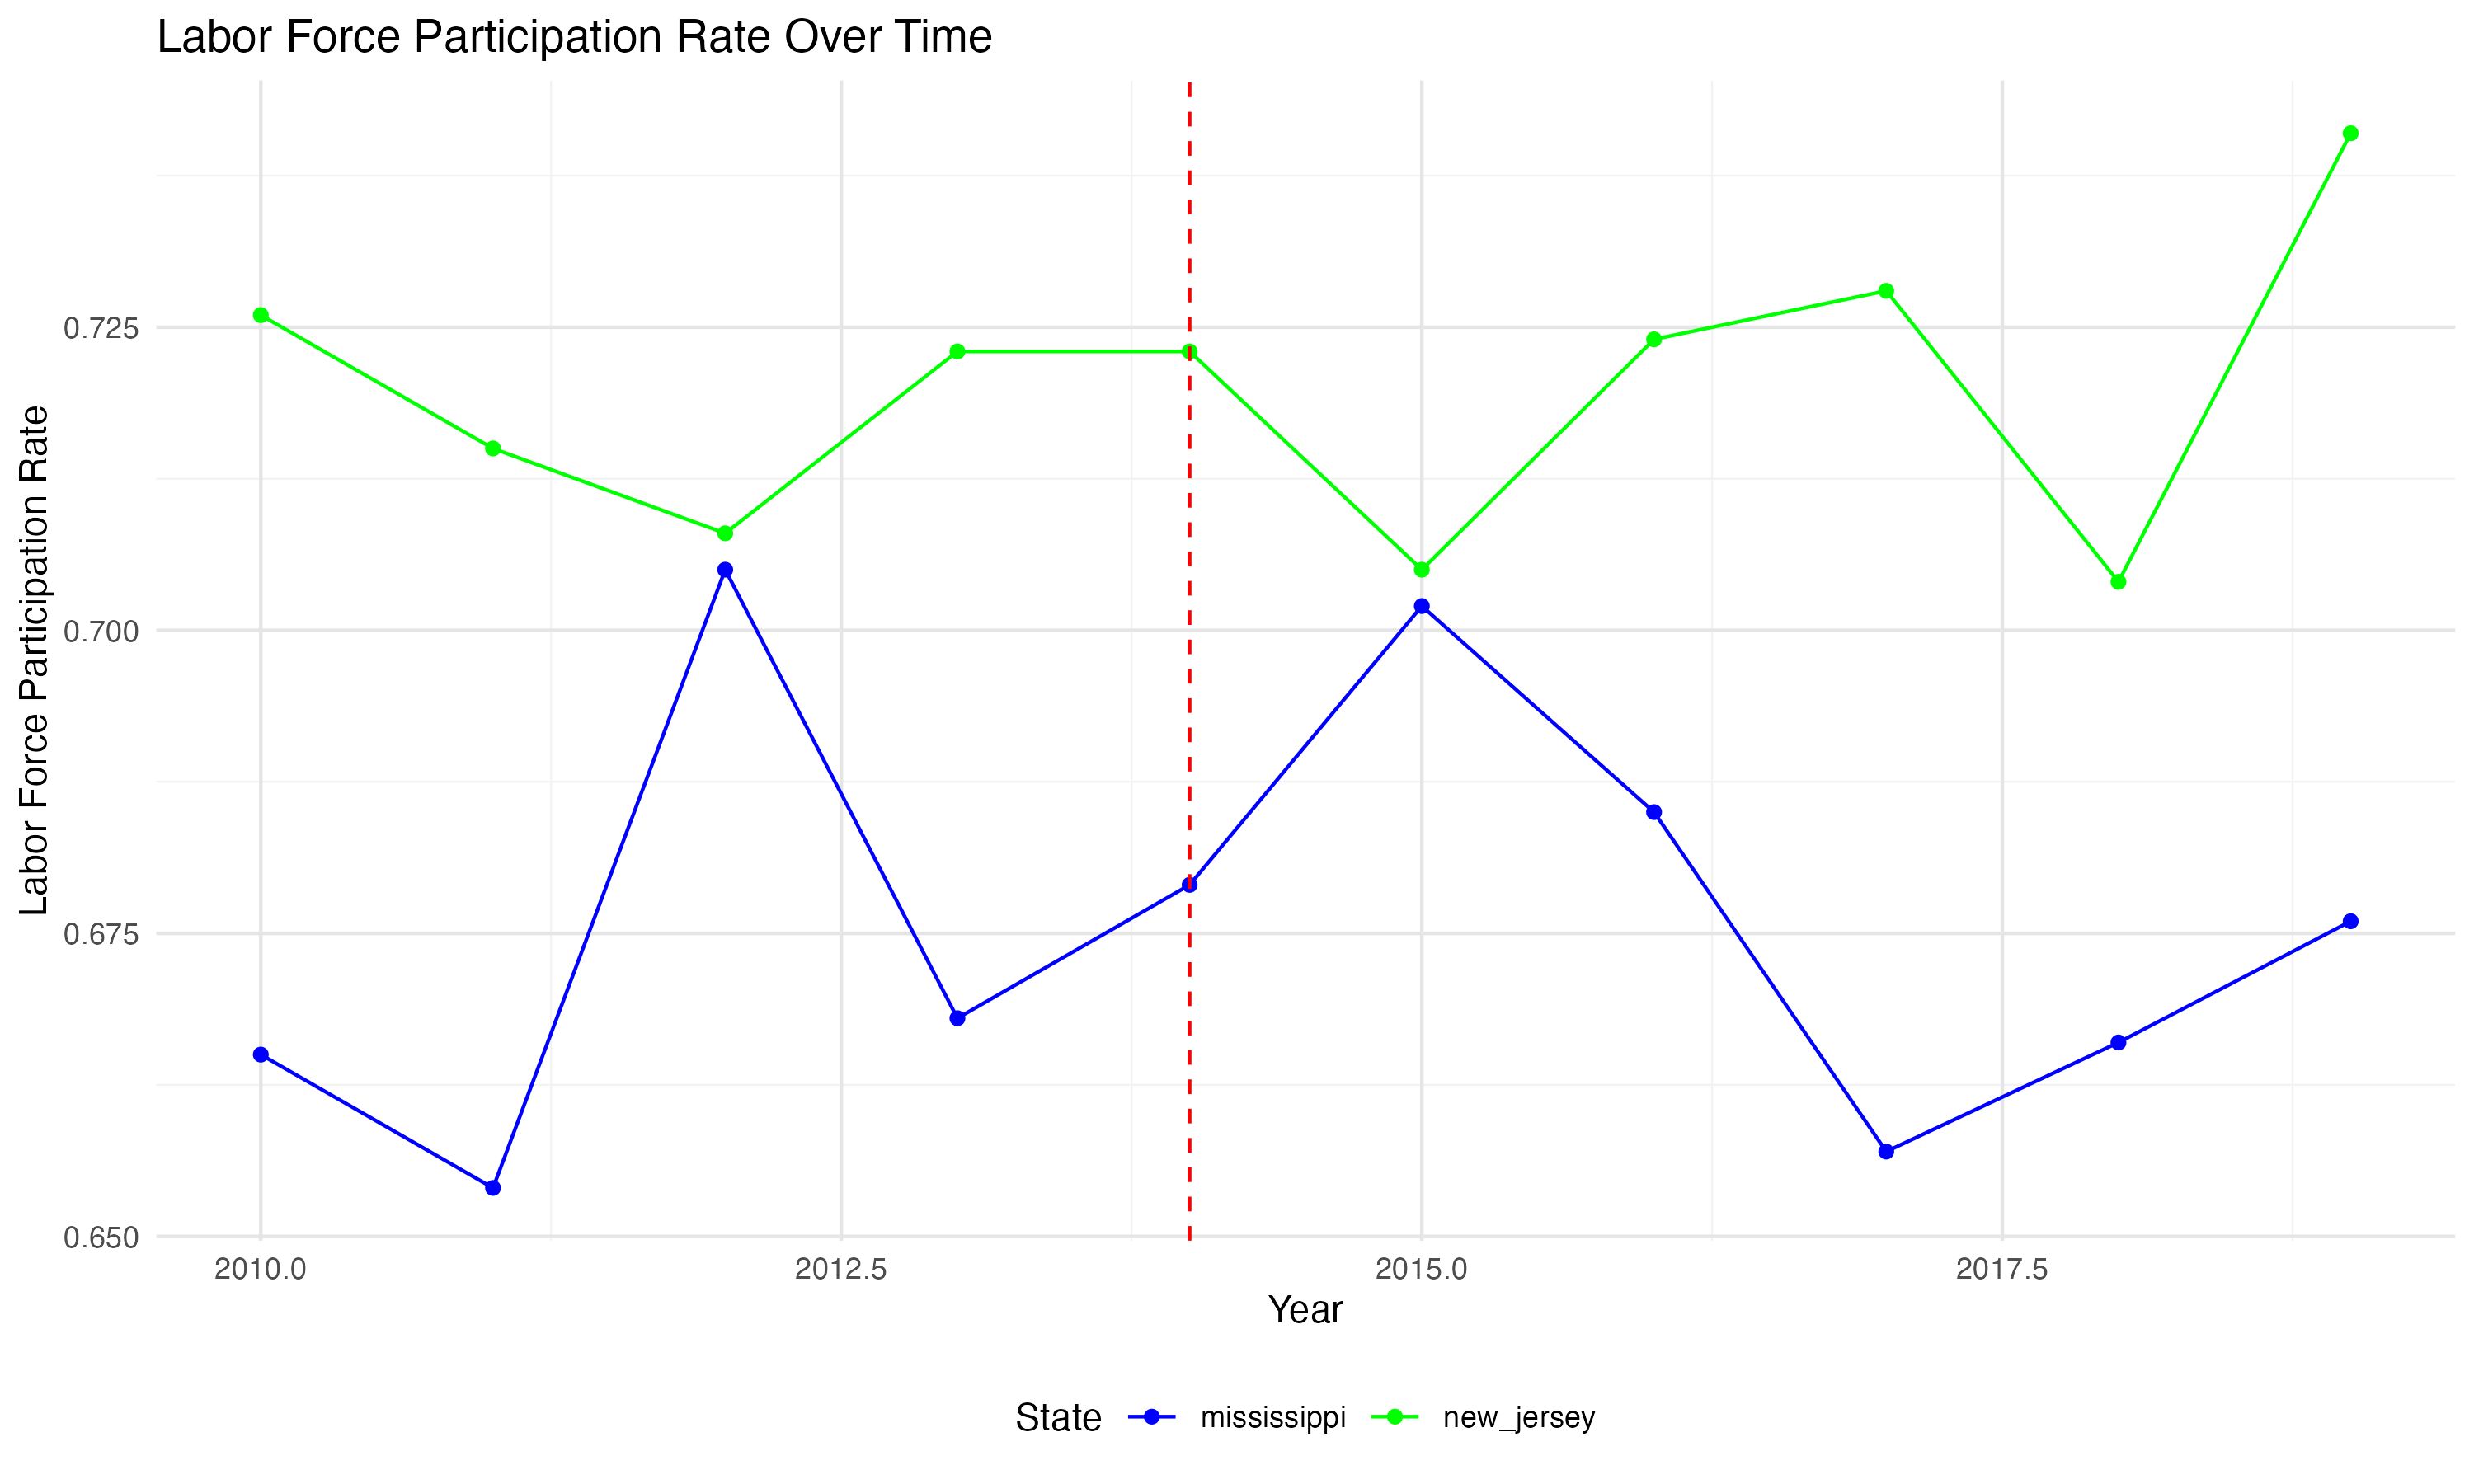 Labor Force Participation Rate Over Time
Labor Force Participation Rate
0.725
0.700
0.675
0.650
2010.0 2012.5 2015.0 2017.5
Year
State mississippi new_jersey